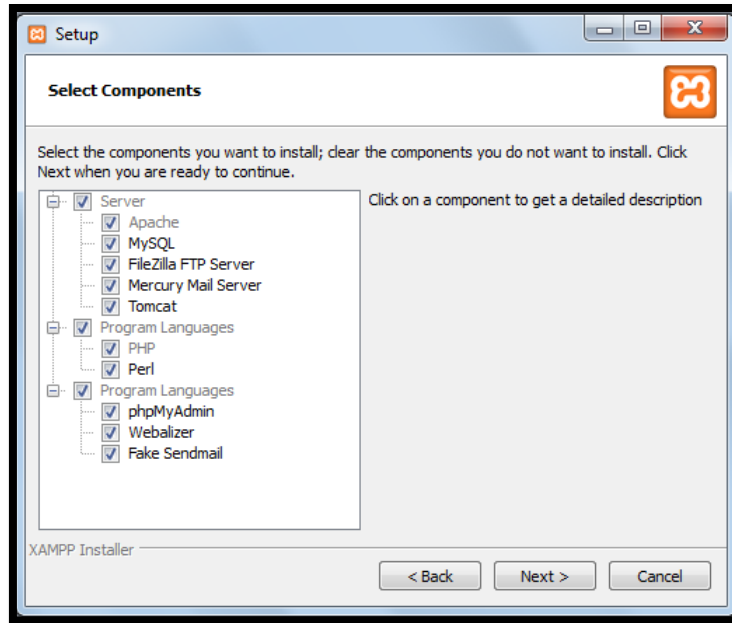 Setup
Select Components
Select the components you want to install; clear the components you do not want to install. Click
Next when you are ready to continue.
Server
Apache
MySQL
FileZilla FTP Server
Mercury Mail Server
Tomcat
Program Languages
PHP
Perl
Program Languages
phpMyAdmin
Webalizer
Fake Sendmail
Click on a component to get a detailed description
XAMPP Installer
< Back
Next >
Cancel